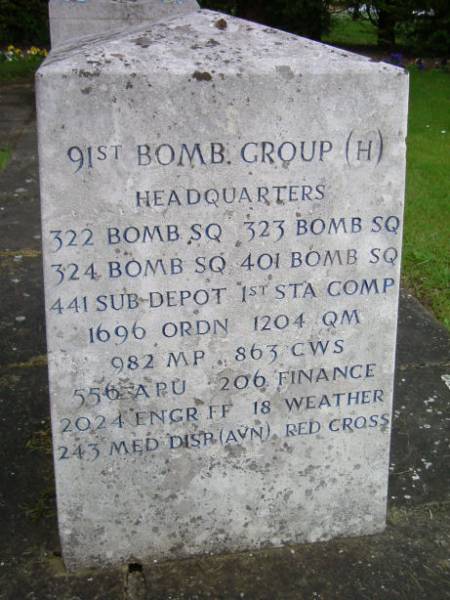 91ST BOMB. GROUP (H)
HEADQUARTERS
322 BOMB SQ 323 BOMB SQ
324 BOMB SQ 401 BOMB SQ
441 SUB-DEPOT 1ST STA COMP
1696 ORDN 1204 QM
982 MP 863 CWS
556 APU 206 FINANCE
2024 ENGR FF 18 WEATHER
243 MED DISP (AVN) RED CROSS